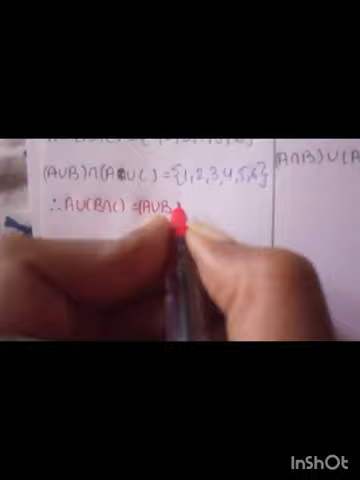 (A∪B)∩(A∪C) = {1,2,3,4,5,6}
∴ A∪(B∩C) = (A∪B)
(A∩B)∪(A
InShOt